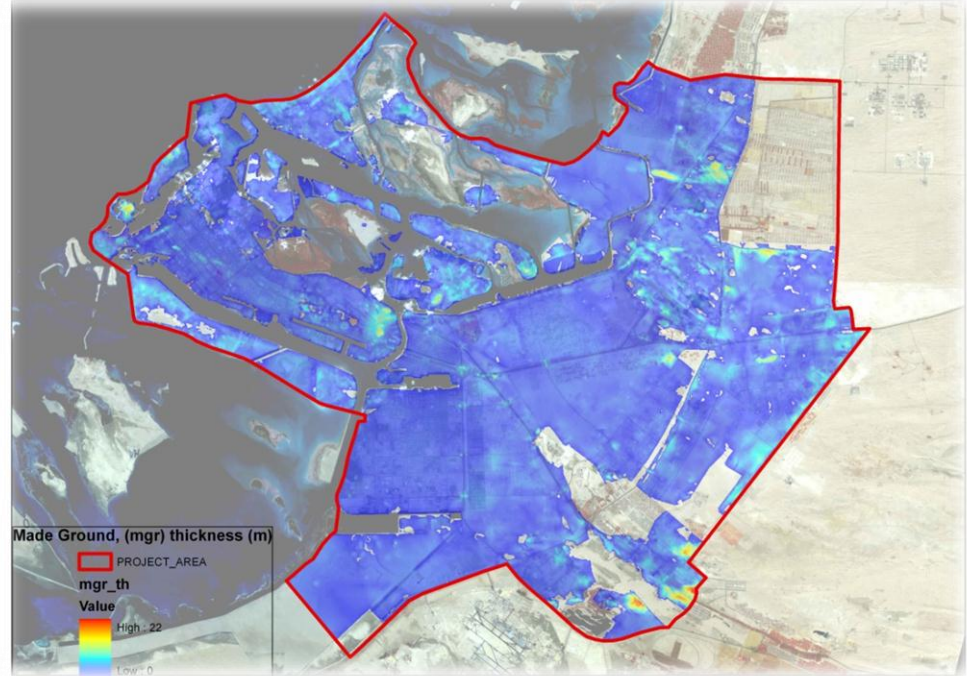 Made Ground, (mgr) thickness (m)
PROJECT_AREA
mgr_th
Value
High : 22
Low : 0